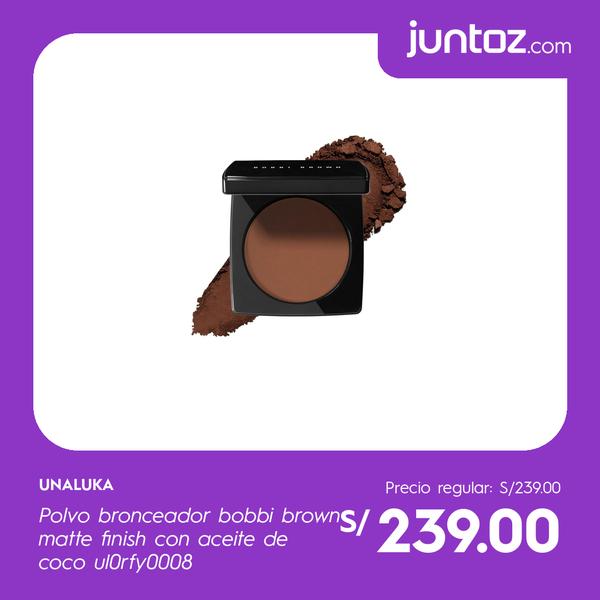 juntoz.com
BOBBI BROWN
UNALUKA
Polvo bronceador bobbi brown
matte finish con aceite de
coco ul0rfy0008
Precio regular: S/239.00
S/ 239.00